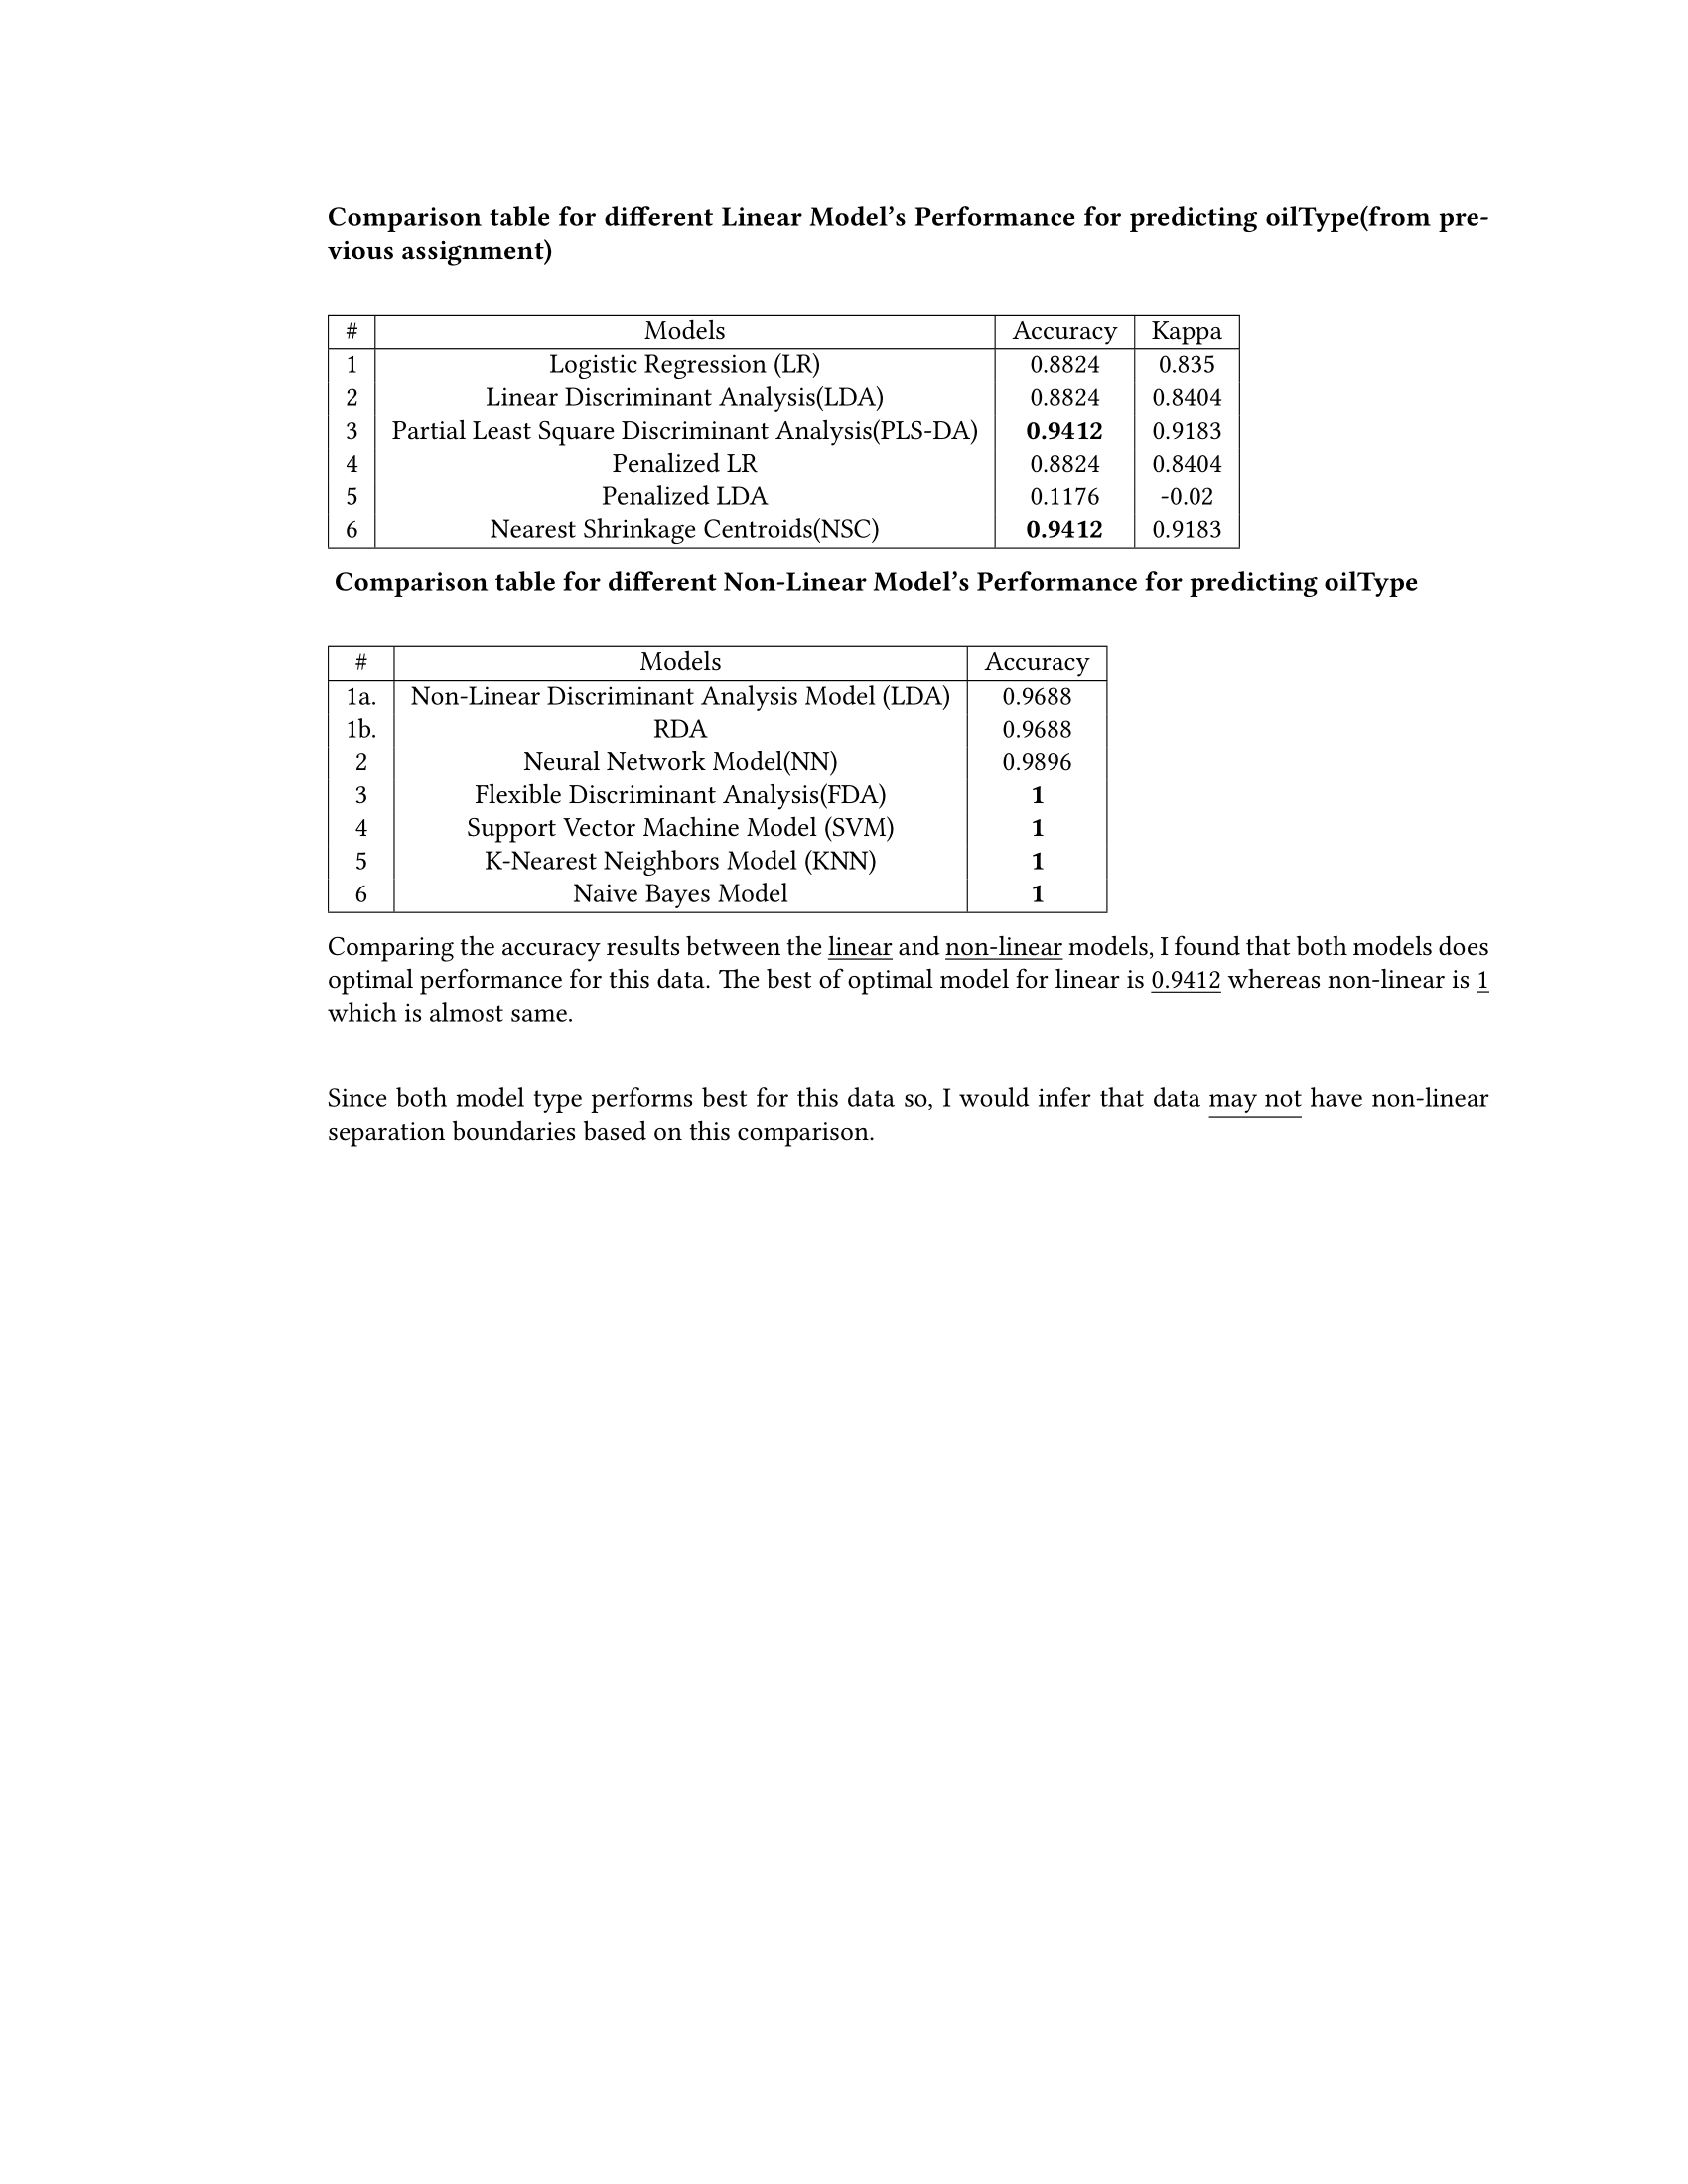 Comparison table for different Linear Model's Performance for predicting oilType(from pre-
vious assignment)
# Models Accuracy Kappa
1 Logistic Regression (LR) 0.8824 0.835
2 Linear Discriminant Analysis(LDA) 0.8824 0.8404
3 Partial Least Square Discriminant Analysis(PLS-DA) 0.9412 0.9183
4 Penalized LR 0.8824 0.8404
5 Penalized LDA 0.1176 -0.02
6 Nearest Shrinkage Centroids(NSC) 0.9412 0.9183
Comparison table for different Non-Linear Model's Performance for predicting oilType
# Models Accuracy
1a. Non-Linear Discriminant Analysis Model (LDA) 0.9688
1b. RDA 0.9688
2 Neural Network Model(NN) 0.9896
3 Flexible Discriminant Analysis(FDA) 1
4 Support Vector Machine Model (SVM) 1
5 K-Nearest Neighbors Model (KNN) 1
6 Naive Bayes Model 1
Comparing the accuracy results between the linear and non-linear models, I found that both models does
optimal performance for this data. The best of optimal model for linear is 0.9412 whereas non-linear is 1
which is almost same.
Since both model type performs best for this data so, I would infer that data may not have non-linear
separation boundaries based on this comparison.